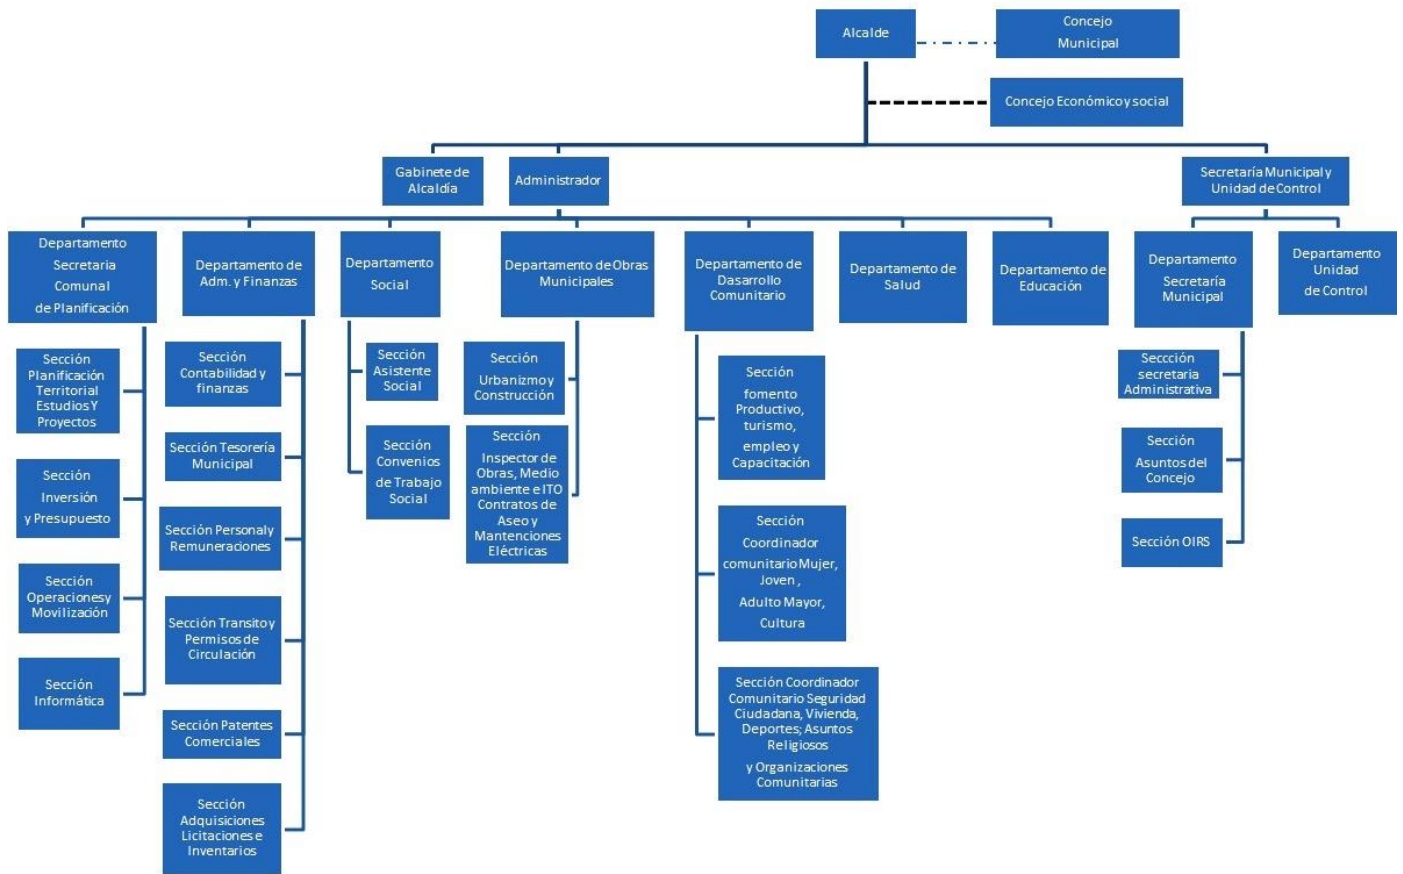 Alcalde
Concejo
Municipal
Concejo Económico y social
Gabinete de
Alcaldía
Administrador
Secretaría Municipal y
Unidad de Control
Departamento
Secretaria
Comunal
de Planificación
Departamento de
Adm. y Finanzas
Departamento
Social
Departamento de Obras
Municipales
Departamento de
Dasarrollo
Comunitario
Departamento de
Salud
Departamento de
Educación
Departamento
Secretaría
Municipal
Departamento
Unidad
de Control
Sección
Planificación
Territorial
Estudios Y
Proyectos
Sección
Inversión
y Presupuesto
Sección
Operaciones y
Movilización
Sección
Informática
Sección
Contabilidad y
finanzas
Sección Tesorería
Municipal
Sección Personal y
Remuneraciones
Sección Transito y
Permisos de
Circulación
Sección Patentes
Comerciales
Sección
Adquisiciones
Licitaciones e
Inventarios
Sección
Asistente
Social
Sección
Convenios
de Trabajo
Social
Sección
Urbanizmo y
Construcción
Sección
Inspector de
Obras, Medio
ambiente e ITO
Contratos de
Aseo y
Mantenciones
Eléctricas
Sección
fomento
Productivo,
turismo,
empleo y
Capacitación
Sección
Coordinador
comunitario Mujer,
Joven ,
Adulto Mayor,
Cultura
Sección Coordinador
Comunitario Seguridad
Ciudadana, Vivienda,
Deportes; Asuntos
Religiosos
y Organizaciones
Comunitarias
Seccción
secretaria
Administrativa
Sección
Asuntos del
Concejo
Sección OIRS